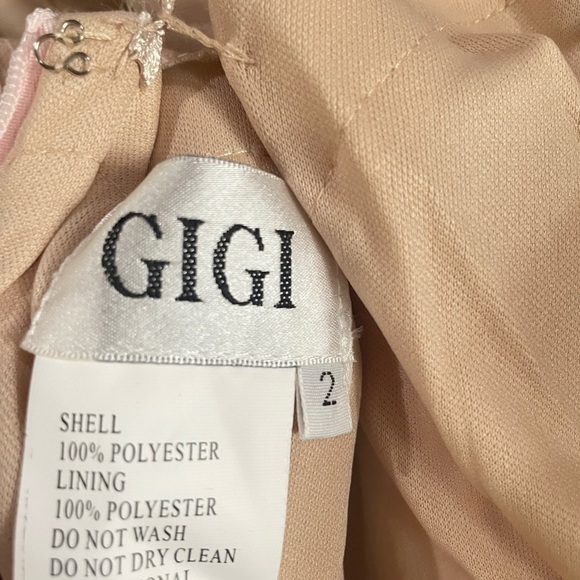 GIGI
2
SHELL
100% POLYESTER
LINING
100% POLYESTER
DO NOT WASH
DO NOT DRY CLEAN